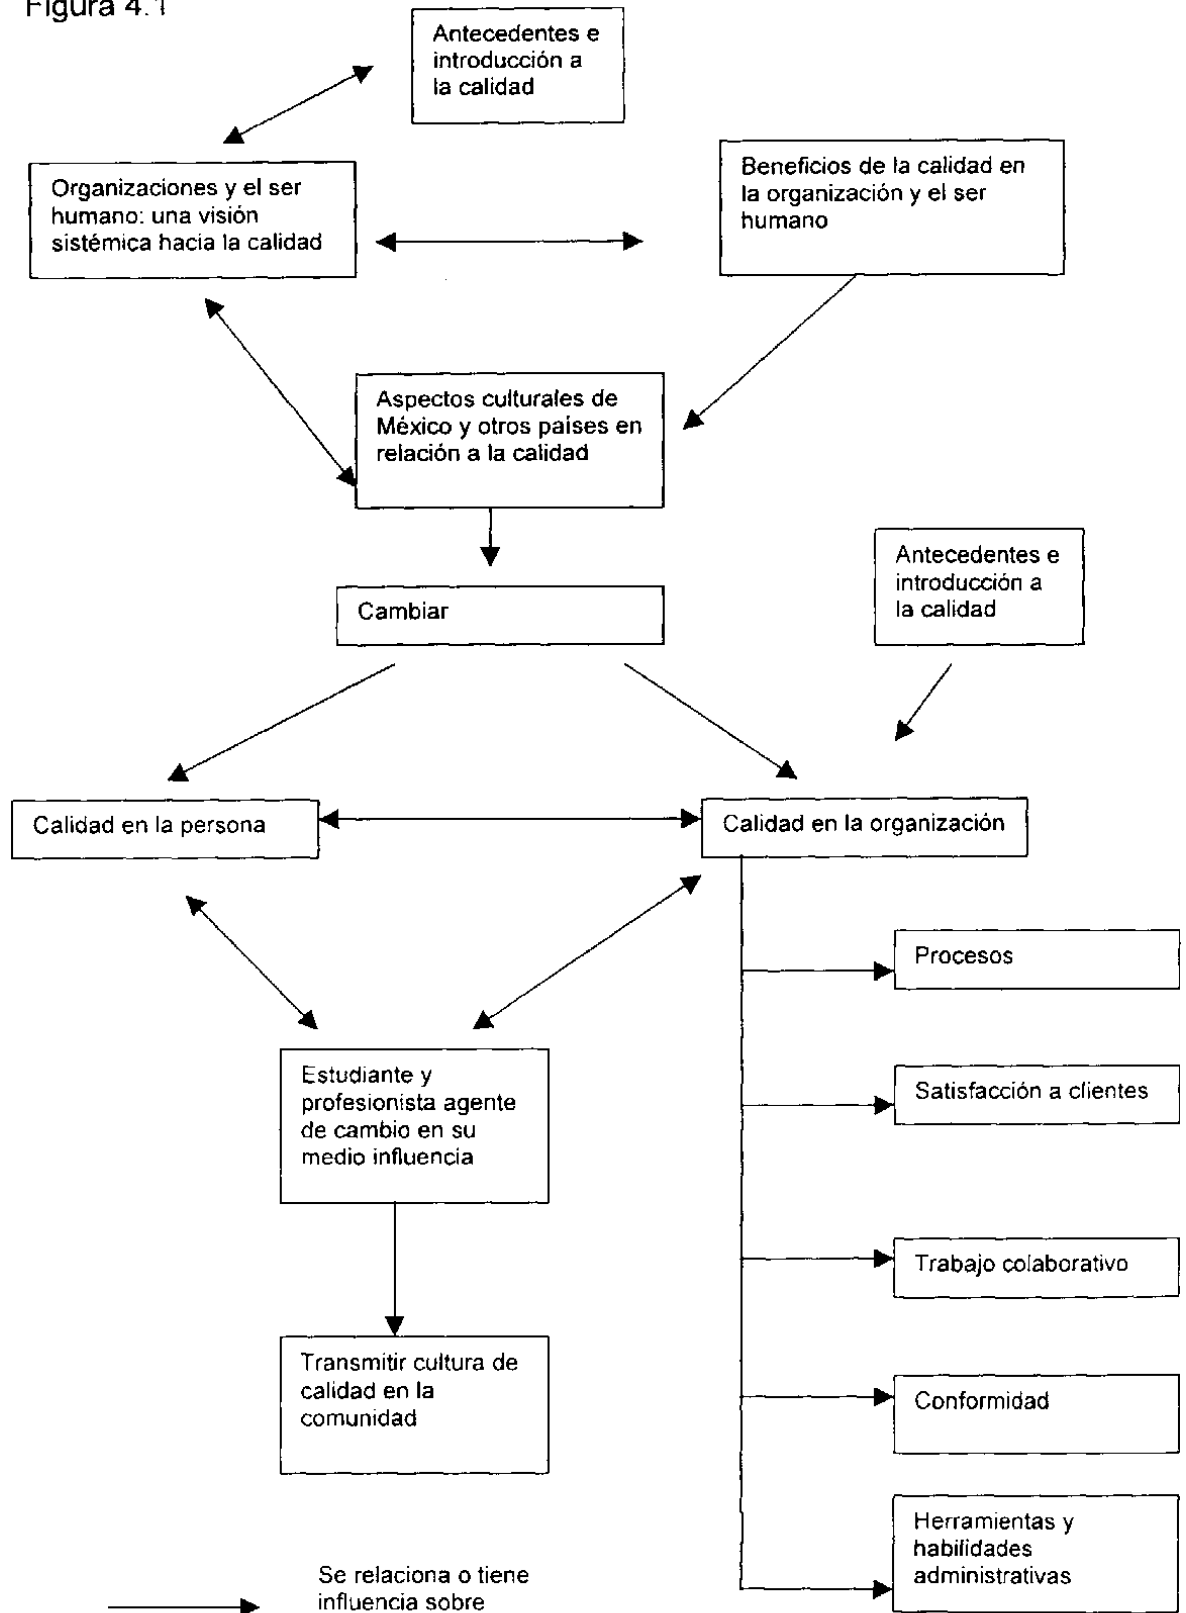 Figura 4.1
Antecedentes e
introducción a
la calidad
Organizaciones y el ser
humano: una visión
sistémica hacia la calidad
Beneficios de la calidad en
la organización y el ser
humano
Aspectos culturales de
México y otros países en
relación a la calidad
Cambiar
Antecedentes e
introducción a
la calidad
Calidad en la persona
Calidad en la organización
Procesos
Estudiante y
profesionista agente
de cambio en su
medio influencia
Satisfacción a clientes
Trabajo colaborativo
Transmitir cultura de
calidad en la
comunidad
Conformidad
Herramientas y
habilidades
administrativas
Se relaciona o tiene
influencia sobre